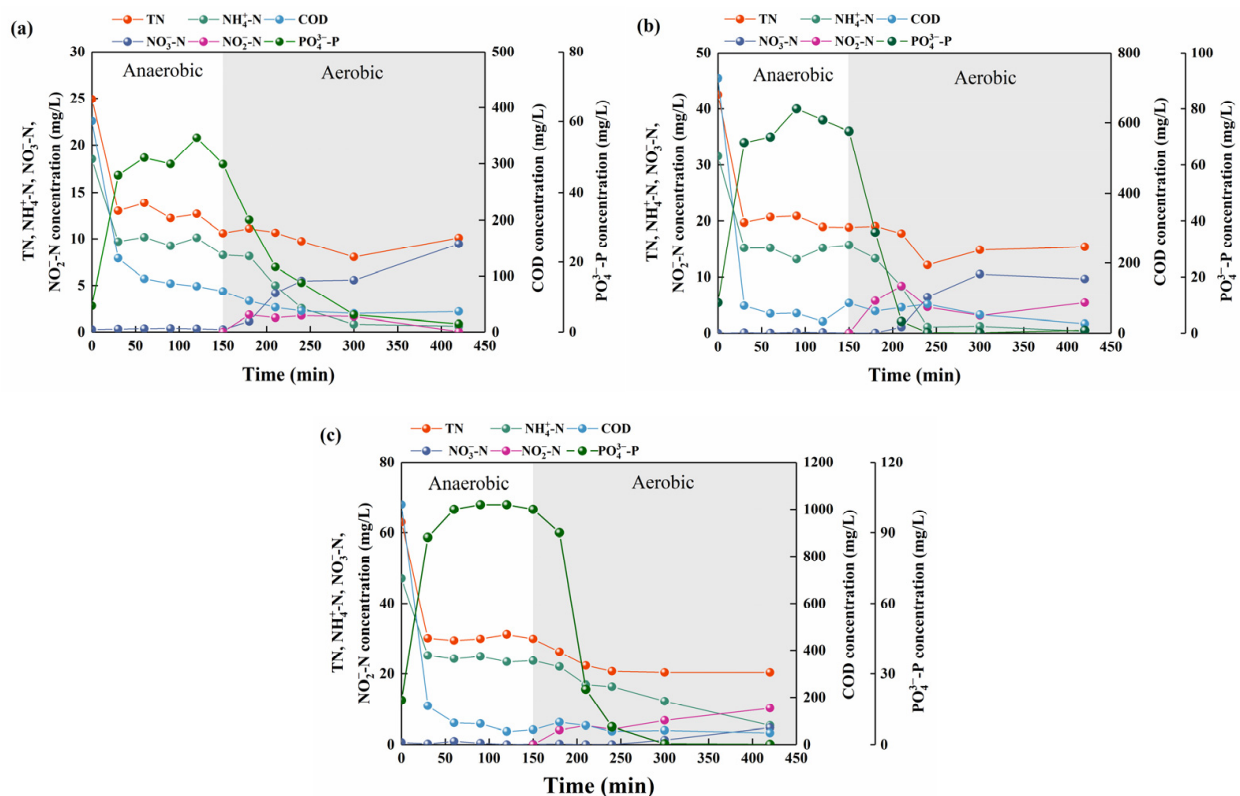 (a)
TN NH₄⁺-N COD
NO₃⁻-N NO₂⁻-N PO₄³⁻-P
Anaerobic Aerobic
30
25
20
15
10
5
0
500
400
300
200
100
0
80
60
40
20
0
0 50 100 150 200 250 300 350 400 450
Time (min)
TN, NH₄⁺-N, NO₃⁻-N,
NO₂⁻-N concentration (mg/L)
COD concentration (mg/L)
PO₄³⁻-P concentration (mg/L)
(b)
TN NH₄⁺-N COD
NO₃⁻-N NO₂⁻-N PO₄³⁻-P
Anaerobic Aerobic
50
40
30
20
10
0
800
600
400
200
0
100
80
60
40
20
0
0 50 100 150 200 250 300 350 400 450
Time (min)
TN, NH₄⁺-N, NO₃⁻-N,
NO₂⁻-N concentration (mg/L)
COD concentration (mg/L)
PO₄³⁻-P concentration (mg/L)
(c)
TN NH₄⁺-N COD
NO₃⁻-N NO₂⁻-N PO₄³⁻-P
Anaerobic Aerobic
80
60
40
20
0
1200
1000
800
600
400
200
0
120
90
60
30
0
0 50 100 150 200 250 300 350 400 450
Time (min)
TN, NH₄⁺-N, NO₃⁻-N,
NO₂⁻-N concentration (mg/L)
COD concentration (mg/L)
PO₄³⁻-P concentration (mg/L)